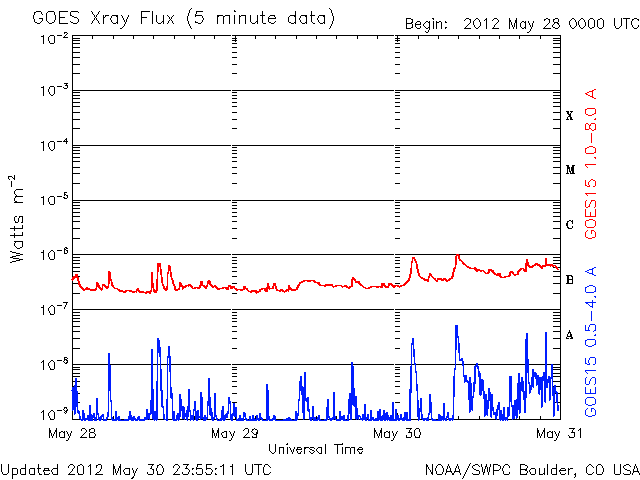 GOES Xray Flux (5 minute data)
Begin: 2012 May 28 0000 UTC
10⁻²
10⁻³
10⁻⁴
10⁻⁵
10⁻⁶
10⁻⁷
10⁻⁸
10⁻⁹
Watts m⁻²
X
M
C
B
A
GOES15 1.0-8.0 A
GOES15 0.5-4.0 A
May 28
May 29
May 30
May 31
Universal Time
Updated 2012 May 30 23:55:11 UTC
NOAA/SWPC Boulder, CO USA